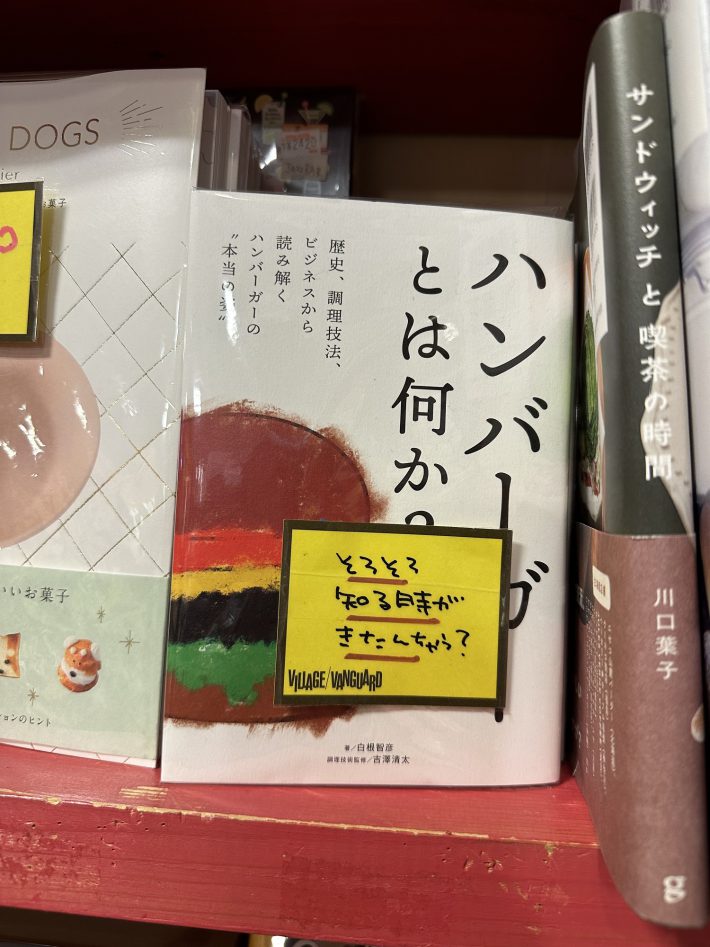 DOGS
ier
お菓子
いいお菓子
ションのヒント
ハンバーガー
とは何か?
歴史、調理技法、
ビジネスから
読み解く
ハンバーガーの
"本当の姿"
そろそろ
知る時が
きたんちゃう?
VILLAGE/VANGUARD
著/白根智彦
調理技術監修/吉澤清太
サンドウィッチと喫茶の時間
川口葉子
g